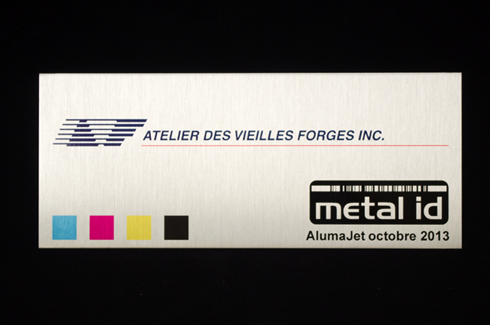 ATELIER DES VIEILLES FORGES INC.
metal id
AlumaJet octobre 2013